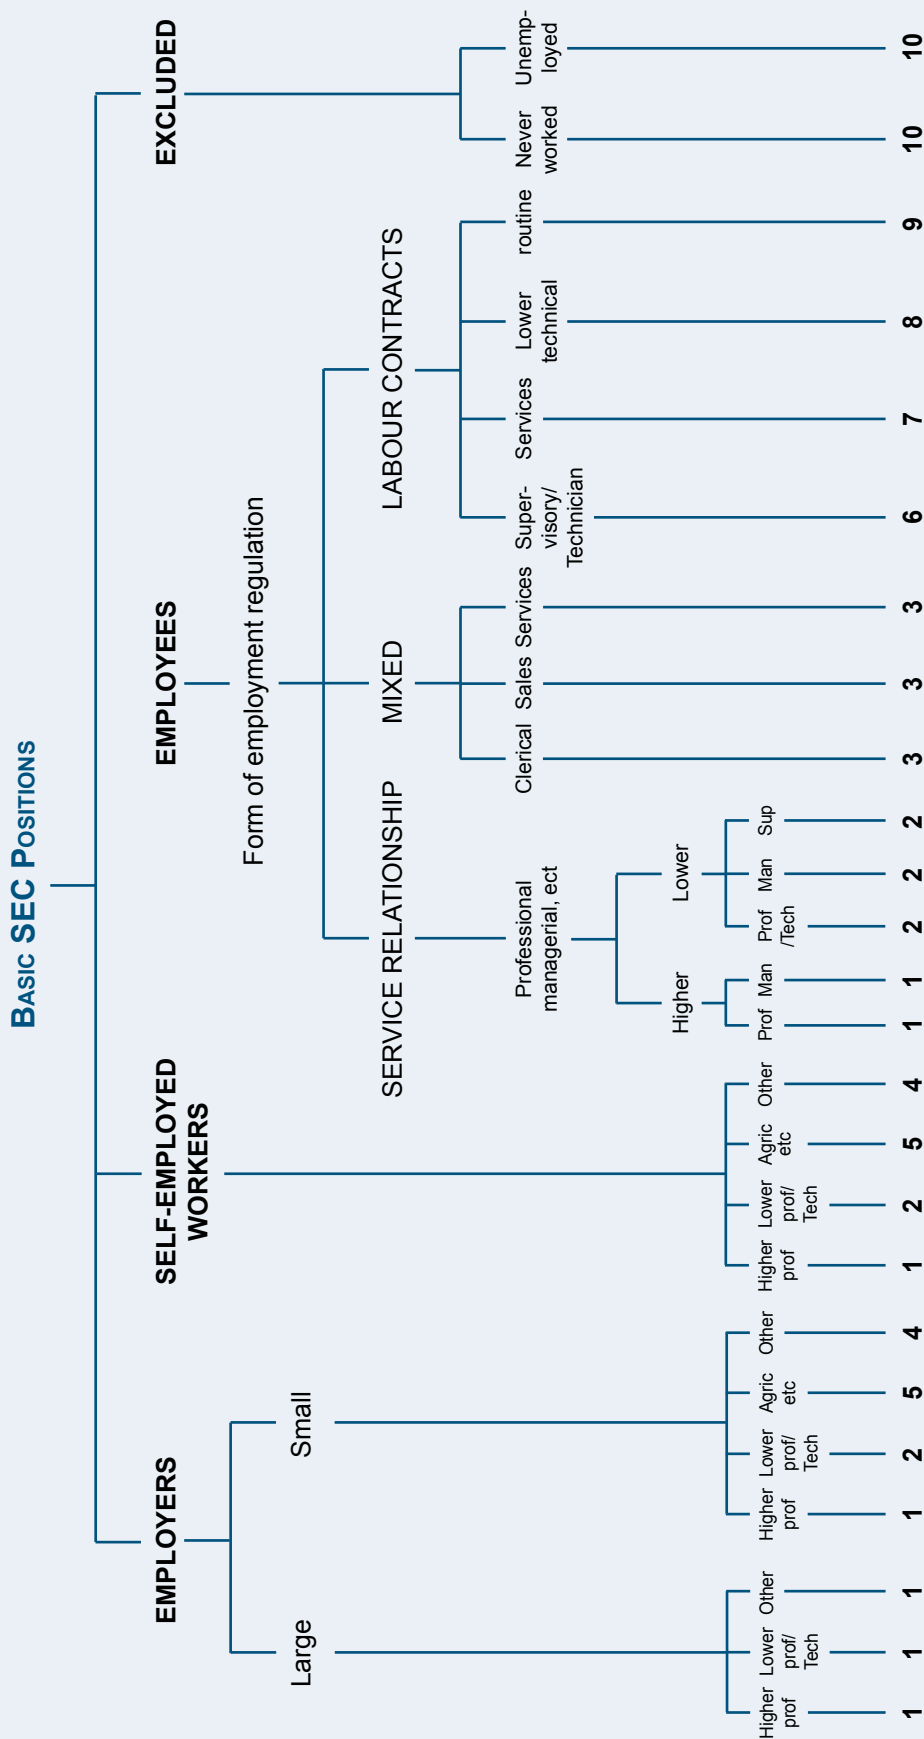 BASIC SEC POSITIONS
EMPLOYERS
SELF-EMPLOYED
WORKERS
EMPLOYEES
EXCLUDED
Form of employment regulation
Large
Small
SERVICE RELATIONSHIP
MIXED
LABOUR CONTRACTS
Professional
managerial, ect
Clerical
Sales
Services
Super-
visory/
Technician
Services
Lower
technical
routine
Never
worked
Unemp-
loyed
Higher
Lower
Higher
prof
Lower
prof/
Tech
Other
Higher
prof
Lower
prof/
Tech
Agric
etc
Other
Higher
prof
Lower
prof/
Tech
Agric
etc
Other
Prof
Man
Prof
/Tech
Man
Sup
1 1 1 1 2 5 4 1 2 5 4 1 1 2 2 2 3 3 3 6 7 8 9 10 10